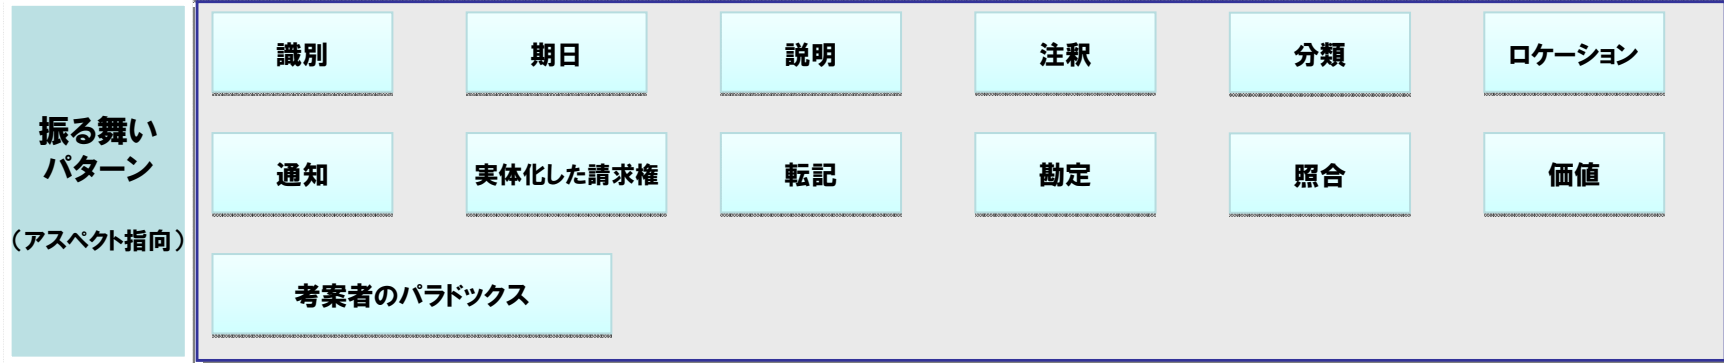 振る舞い
パターン
（アスペクト指向）
識別
期日
説明
注釈
分類
ロケーション
通知
実体化した請求権
転記
勘定
照合
価値
考案者のパラドックス